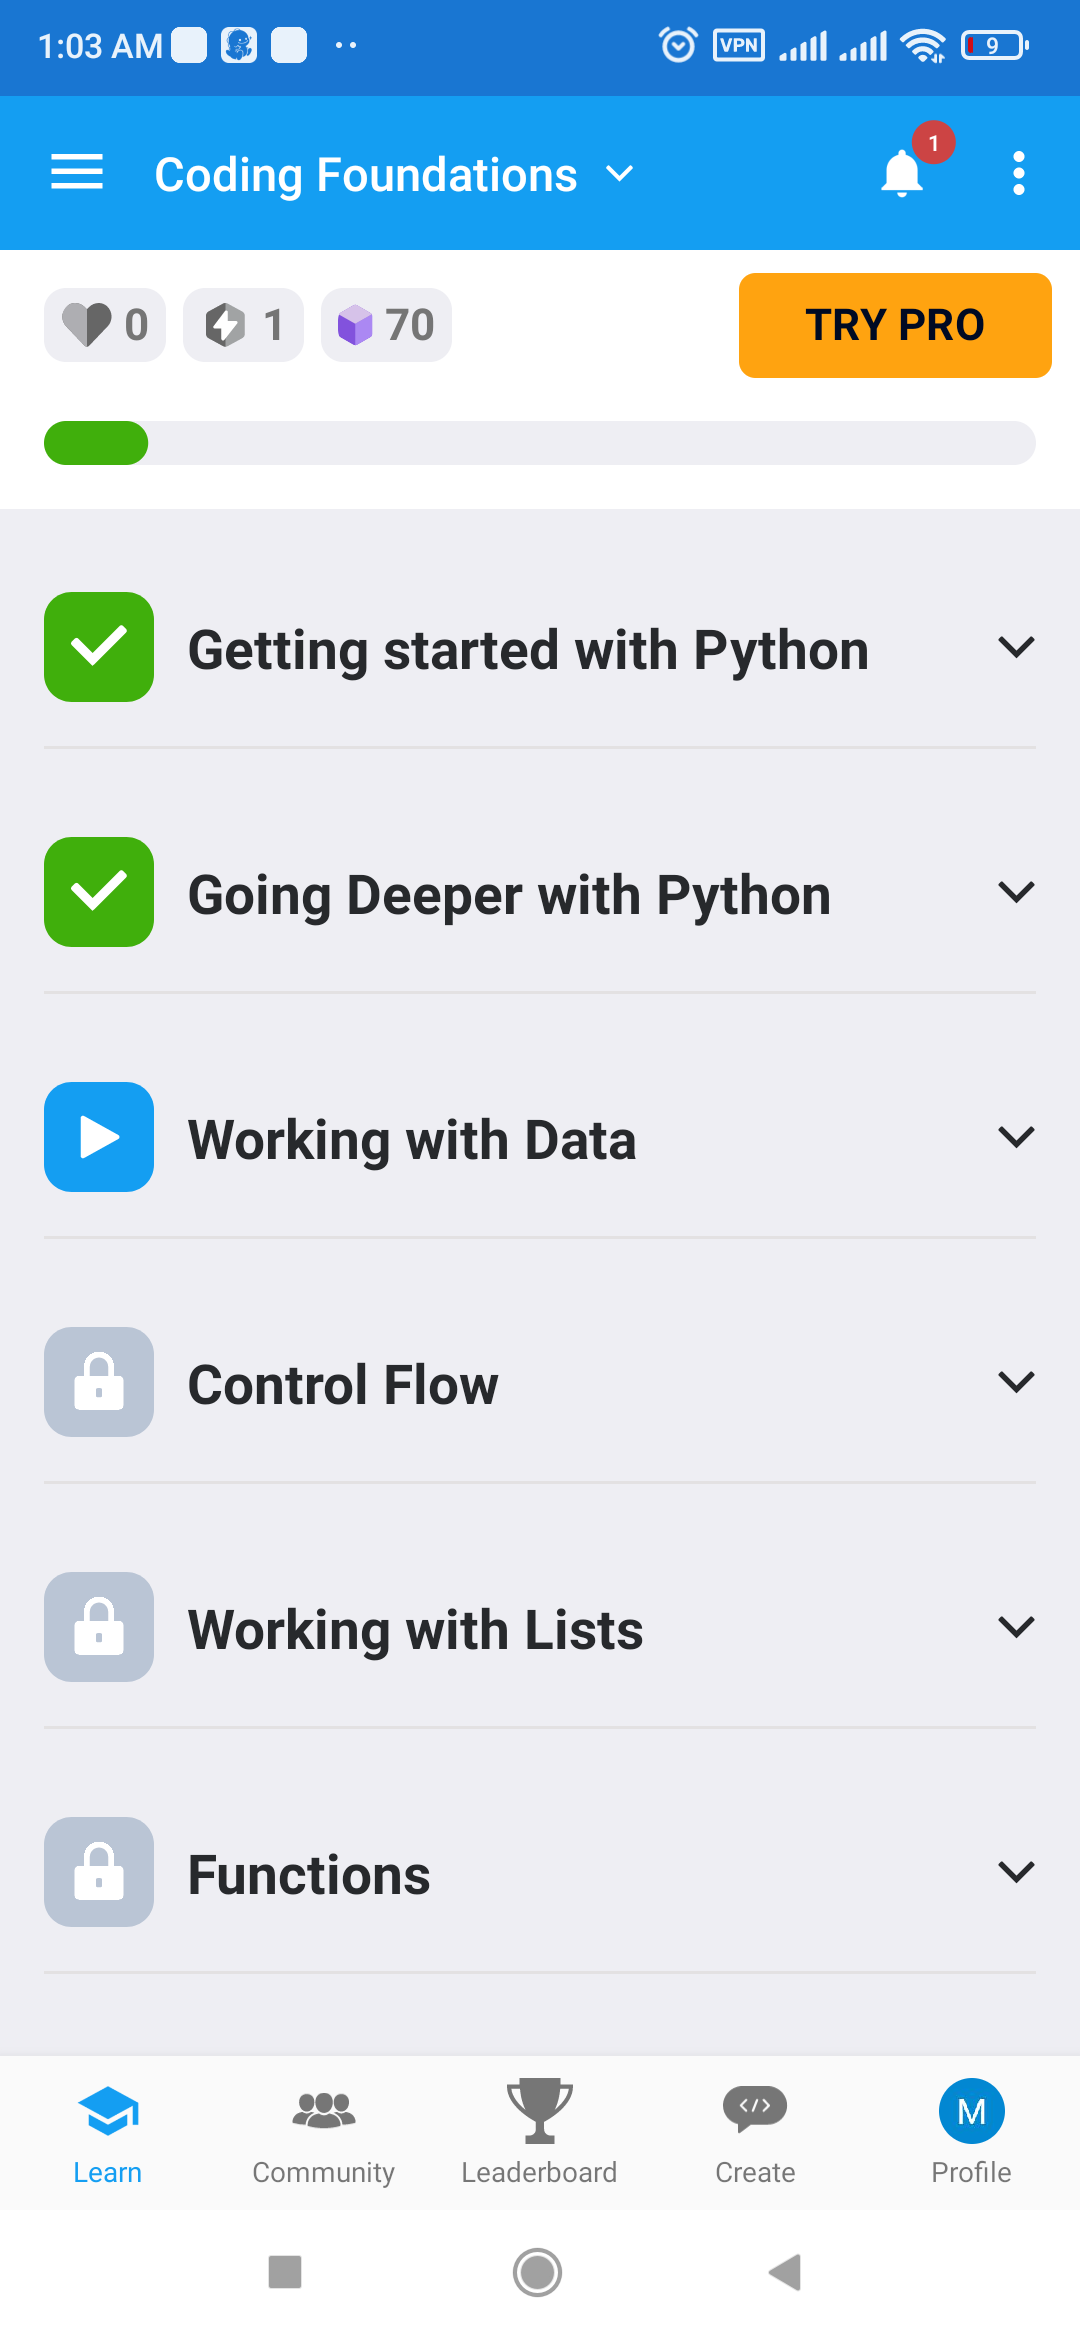 1:03 AM VPN 9
Coding Foundations 1
0 1 70 TRY PRO
Getting started with Python
Going Deeper with Python
Working with Data
Control Flow
Working with Lists
Functions
M
Learn Community Leaderboard Create Profile